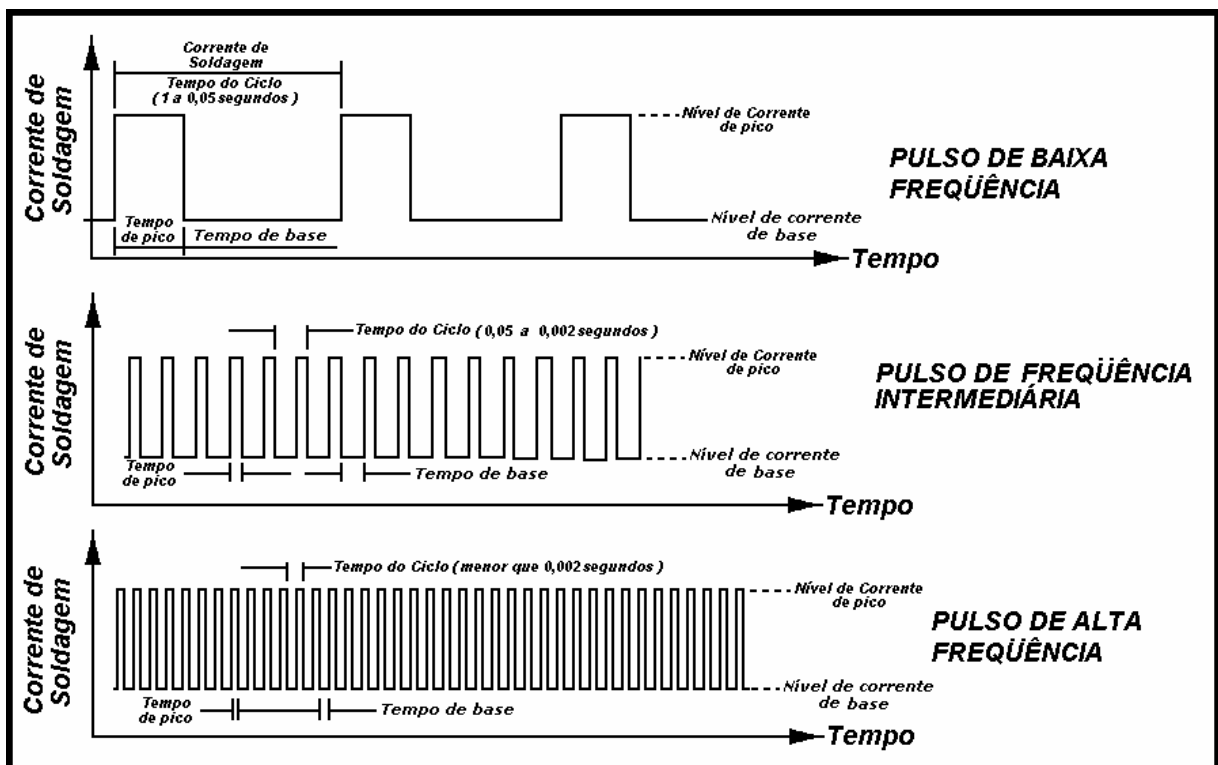 Corrente de
Soldagem
Corrente de
Soldagem
Tempo do Ciclo
( 1 a 0,05 segundos )
Nível de Corrente
de pico
PULSO DE BAIXA
FREQÜÊNCIA
Tempo
de pico
Tempo de base
Nível de corrente
de base
Tempo
Corrente de
Soldagem
Tempo do Ciclo ( 0,05 a 0,002 segundos )
Nível de Corrente
de pico
PULSO DE FREQÜÊNCIA
INTERMEDIÁRIA
Tempo
de pico
Tempo de base
Nível de corrente
de base
Tempo
Corrente de
Soldagem
Tempo do Ciclo ( menor que 0,002 segundos )
Nível de Corrente
de pico
PULSO DE ALTA
FREQÜÊNCIA
Tempo
de pico
Tempo de base
Nível de corrente
de base
Tempo